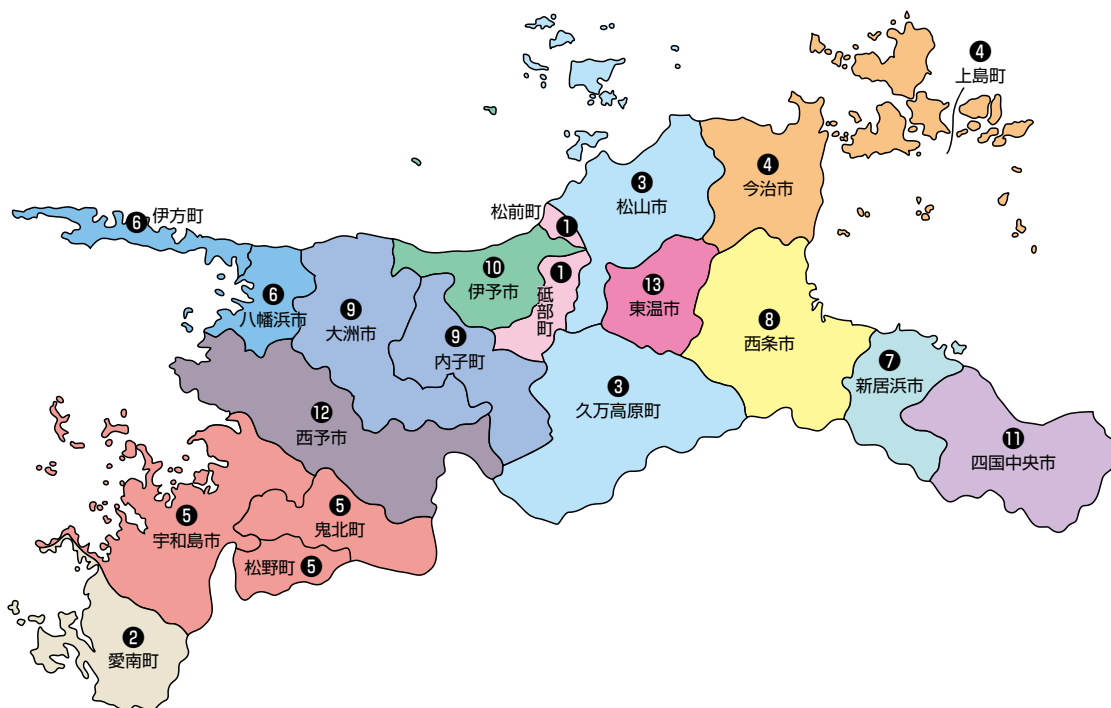 ❹
上島町
❹
今治市
❸
松山市
伊方町
❻
松前町
❶
❿
伊予市
❶
砥部町
⓭
東温市
❻
八幡浜市
❾
大洲市
❾
内子町
❽
西条市
❼
新居浜市
❸
久万高原町
⓬
西予市
⓫
四国中央市
❺
宇和島市
❺
鬼北町
松野町 ❺
❷
愛南町